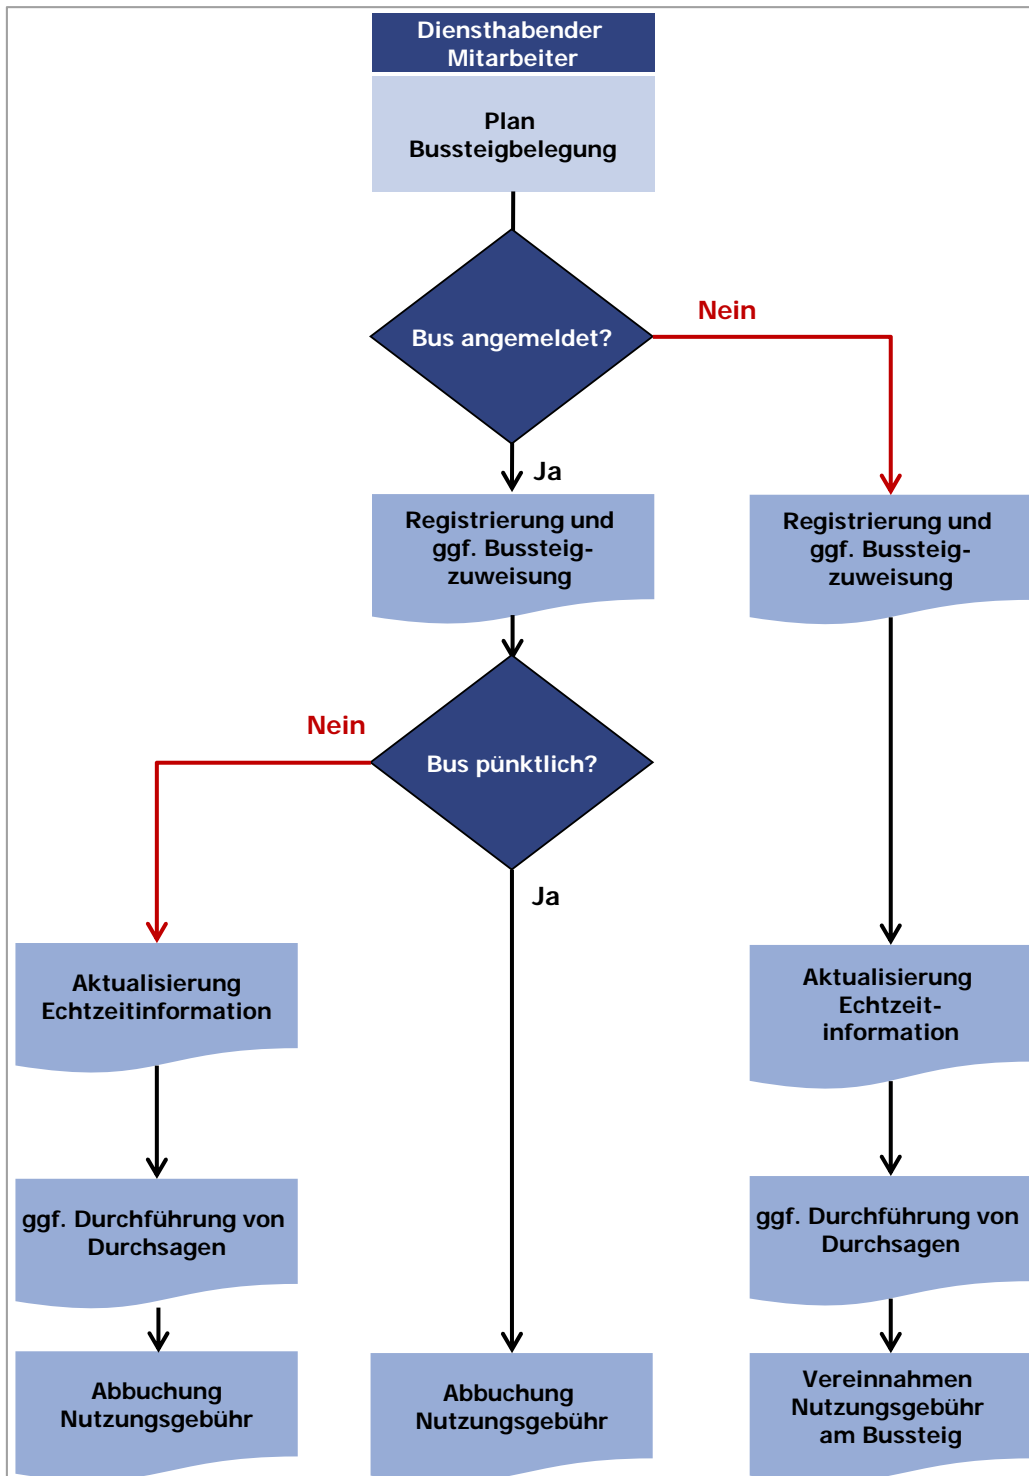 Diensthabender
Mitarbeiter
Plan
Bussteigbelegung
Bus angemeldet?
Nein
Ja
Registrierung und
ggf. Bussteig-
zuweisung
Registrierung und
ggf. Bussteig-
zuweisung
Nein
Bus pünktlich?
Ja
Aktualisierung
Echtzeitinformation
Aktualisierung
Echtzeit-
information
ggf. Durchführung von
Durchsagen
ggf. Durchführung von
Durchsagen
Abbuchung
Nutzungsgebühr
Abbuchung
Nutzungsgebühr
Vereinnahmen
Nutzungsgebühr
am Bussteig